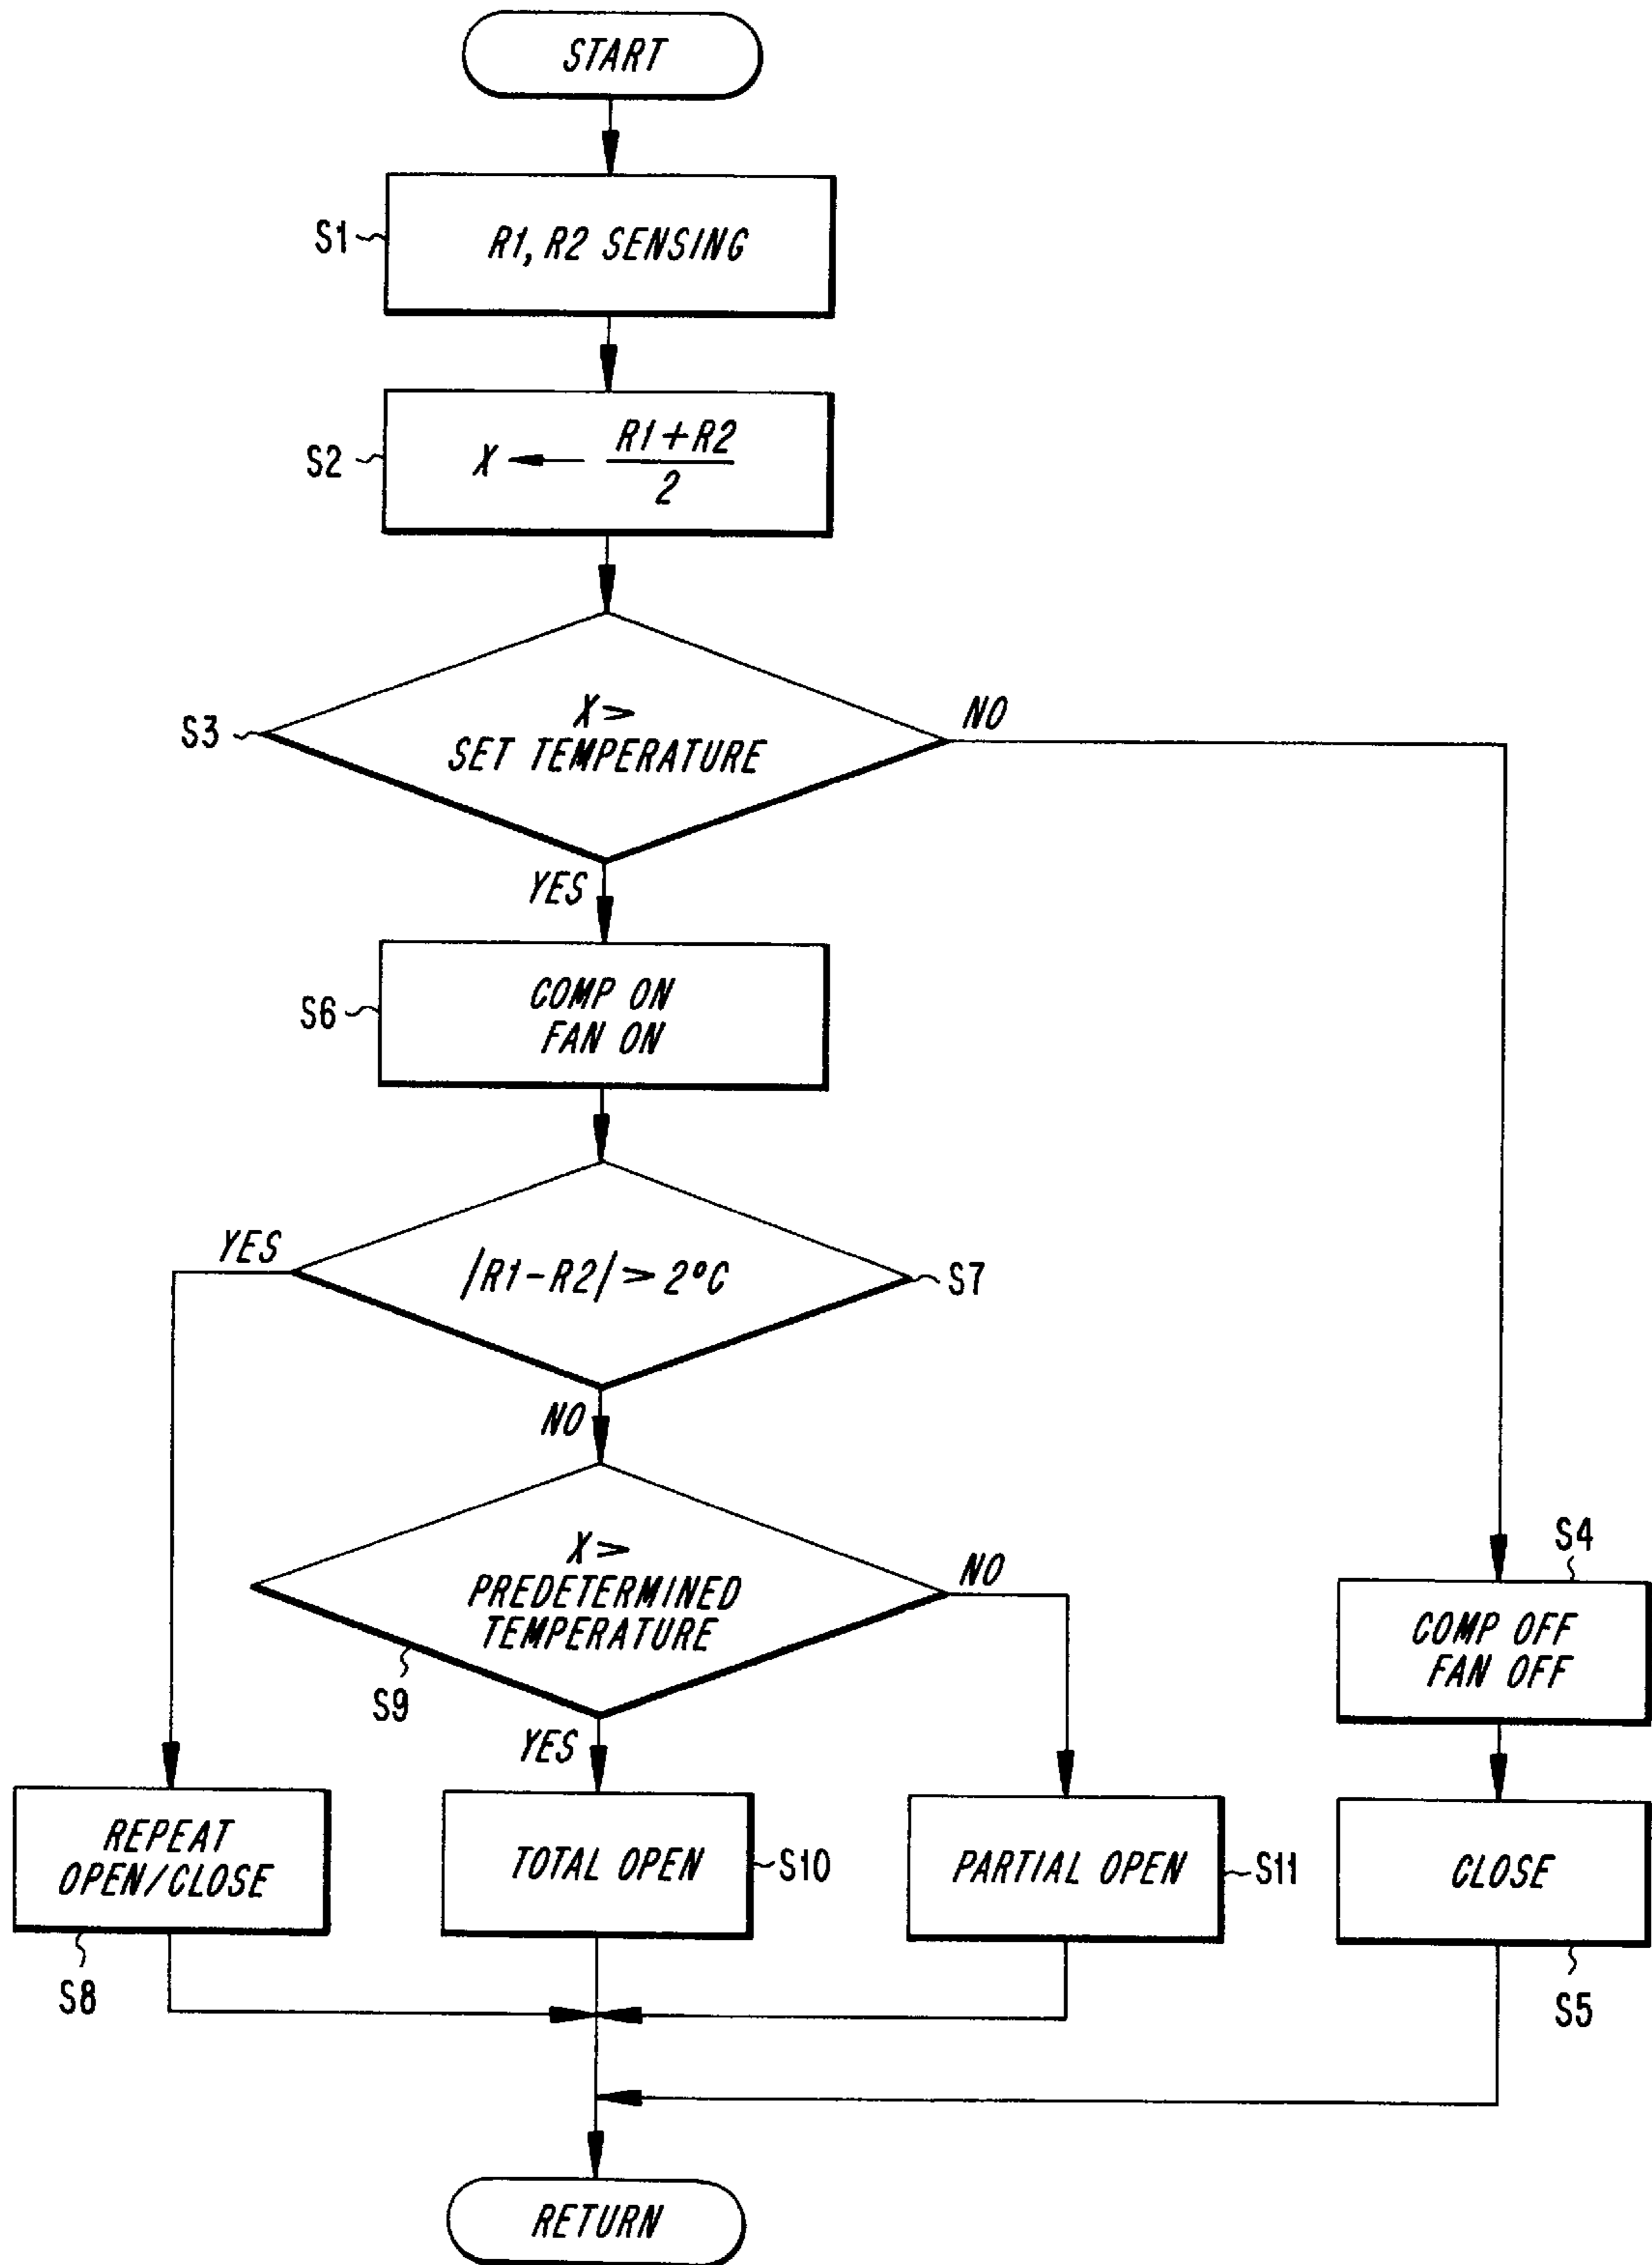 START
S1
R1, R2 SENSING
S2
X ← R1+R2
2
S3
X >
SET TEMPERATURE
NO
YES
S6
COMP ON
FAN ON
YES
|R1-R2| > 2°C
S7
NO
X >
PREDETERMINED
TEMPERATURE
NO
S9
YES
S4
COMP OFF
FAN OFF
REPEAT
OPEN/CLOSE
S8
TOTAL OPEN
S10
PARTIAL OPEN
S11
CLOSE
S5
RETURN